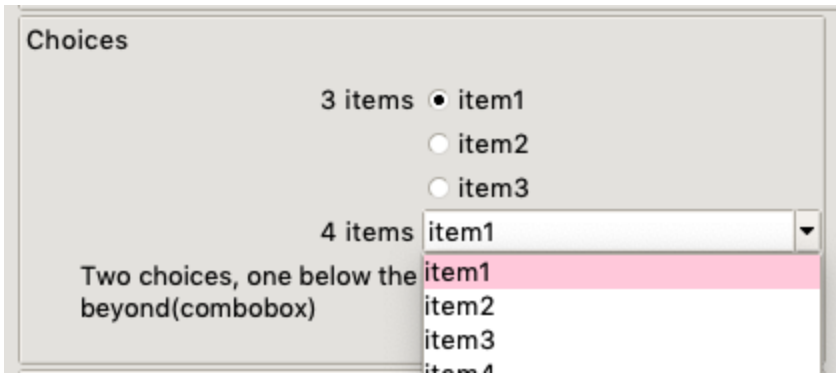 Choices
3 items item1
item2
item3
4 items item1
Two choices, one below the item1
beyond(combobox) item2
item3
item4